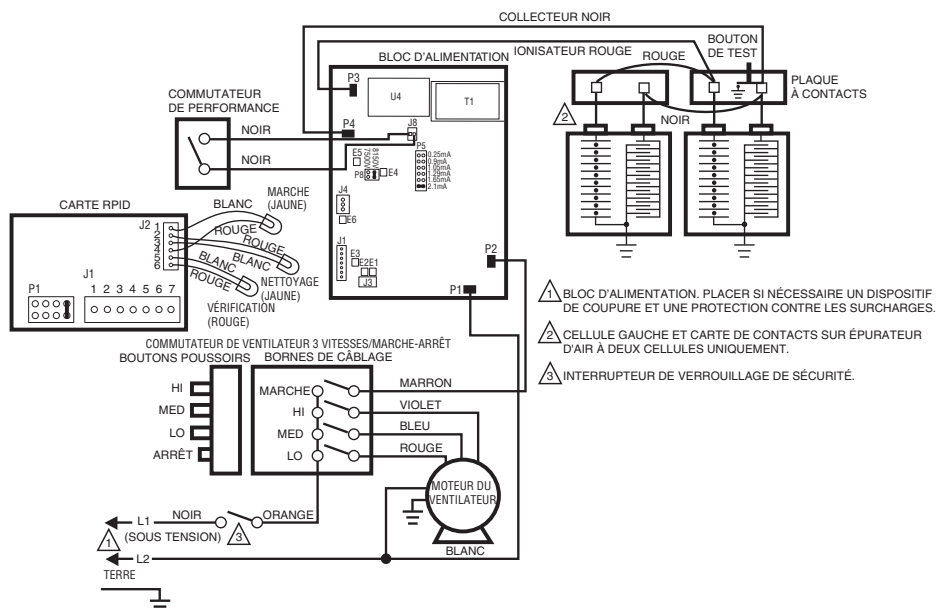 COLLECTEUR NOIR
IONISATEUR ROUGE
BLOC D'ALIMENTATION
ROUGE
BOUTON
DE TEST
PLAQUE
À CONTACTS
P3
U4
T1
COMMUTATEUR
DE PERFORMANCE
NOIR
NOIR
P4
J8
P5
0.25mA
0.9mA
1.05mA
1.29mA
1.65mA
2.1mA
E5
8150V
7500V
P8
E4
2
NOIR
J4
E6
J1
E3
E2E1
J3
P2
P1
CARTE RPID
J2
1
2
3
4
5
6
BLANC
ROUGE
MARCHE
(JAUNE)
ROUGE
BLANC
NETTOYAGE
(JAUNE)
BLANC
ROUGE
VÉRIFICATION
(ROUGE)
P1
J1
1 2 3 4 5 6 7
1 BLOC D'ALIMENTATION. PLACER SI NÉCESSAIRE UN DISPOSITIF
DE COUPURE ET UNE PROTECTION CONTRE LES SURCHARGES.
2 CELLULE GAUCHE ET CARTE DE CONTACTS SUR ÉPURATEUR
D'AIR À DEUX CELLULES UNIQUEMENT.
3 INTERRUPTEUR DE VERROUILLAGE DE SÉCURITÉ.
COMMUTATEUR DE VENTILATEUR 3 VITESSES/MARCHE-ARRÊT
BOUTONS POUSSOIRS
BORNES DE CÂBLAGE
HI
MED
LO
ARRÊT
MARCHE
HI
MED
LO
MARRON
VIOLET
BLEU
ROUGE
MOTEUR DU
VENTILATEUR
BLANC
L1
NOIR
ORANGE
(SOUS TENSION)
1
3
L2
TERRE